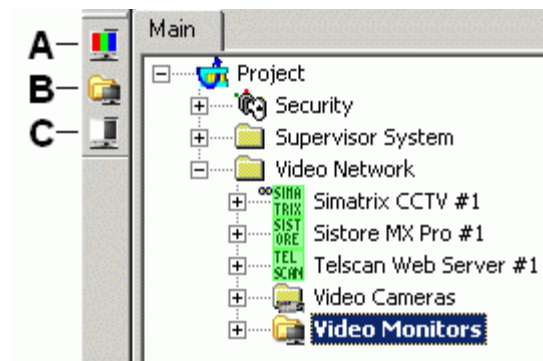 A
B
C
Main
Project
Security
Supervisor System
Video Network
SIMA TRIX Simatrix CCTV #1
SIST ORE Sistore MX Pro #1
TEL SCAN Telscan Web Server #1
Video Cameras
Video Monitors